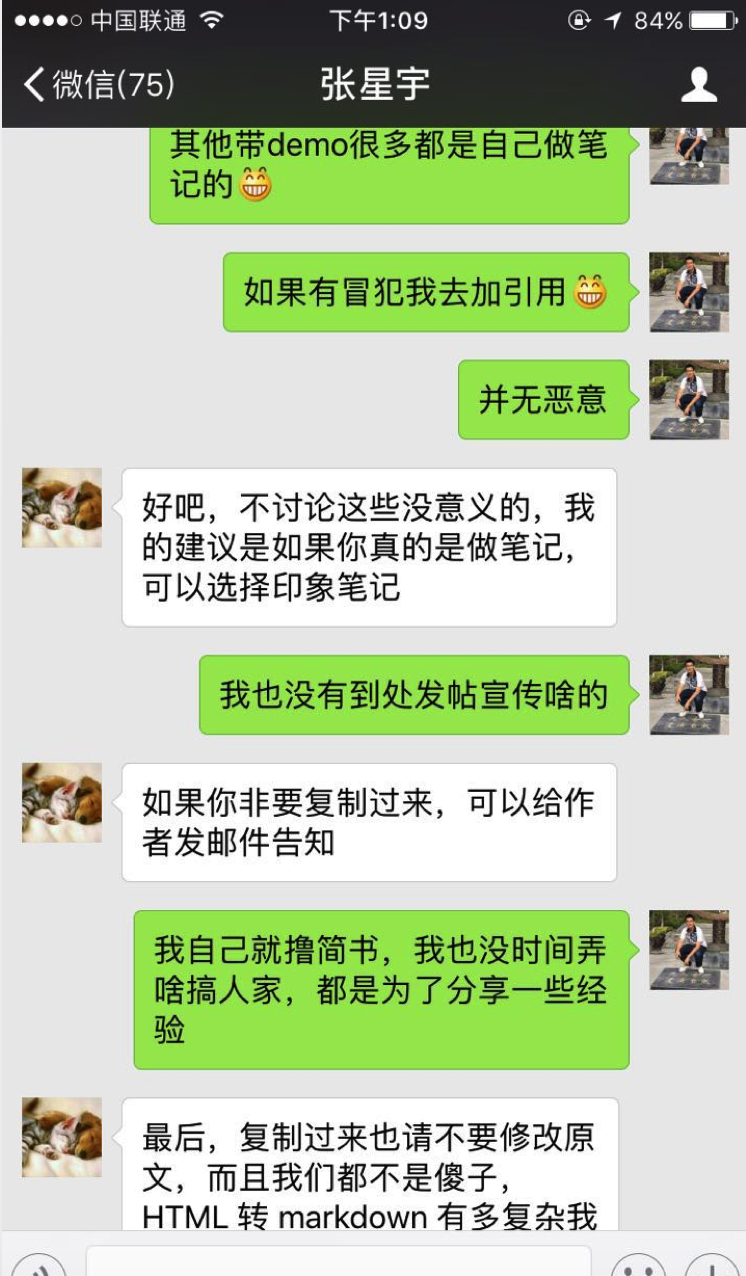 中国联通
下午1:09
84%
微信(75)
张星宇
其他带demo很多都是自己做笔
记的😁
如果有冒犯我去加引用😁
并无恶意
好吧，不讨论这些没意义的，我
的建议是如果你真的是做笔记，
可以选择印象笔记
我也没有到处发帖宣传啥的
如果你非要复制过来，可以给作
者发邮件告知
我自己就撸简书，我也没时间弄
啥搞人家，都是为了分享一些经
验
最后，复制过来也请不要修改原
文，而且我们都不是傻子，
HTML 转 markdown 有多复杂我